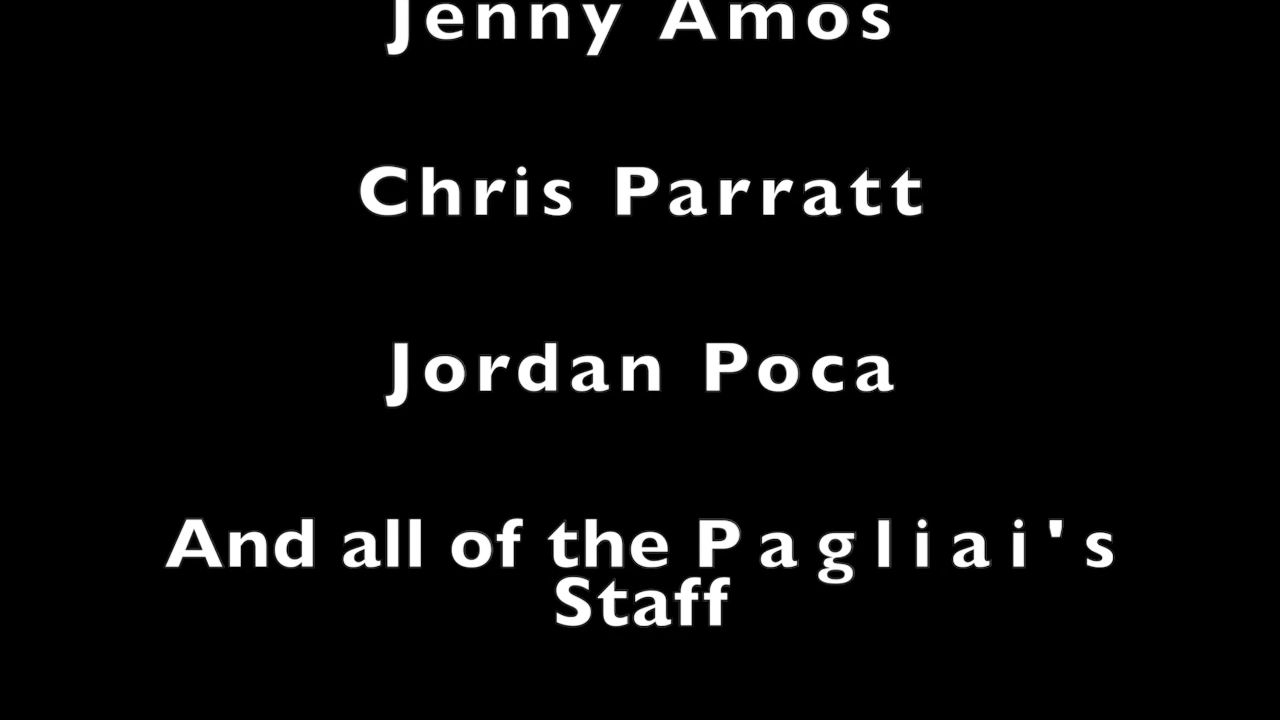 Jenny Amos
Chris Parratt
Jordan Poca
And all of the Pagliai's
Staff